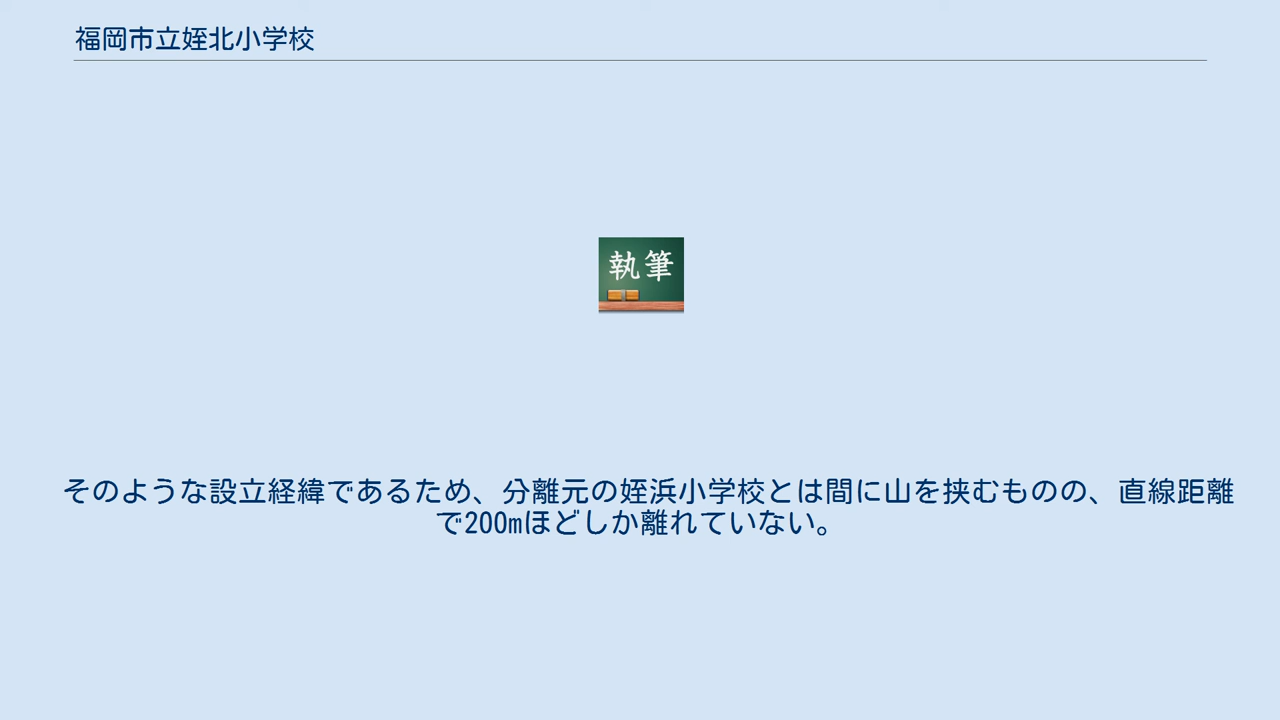 福岡市立姪北小学校
執筆
そのような設立経緯であるため、分離元の姪浜小学校とは間に山を挟むものの、直線距離
で200mほどしか離れていない。